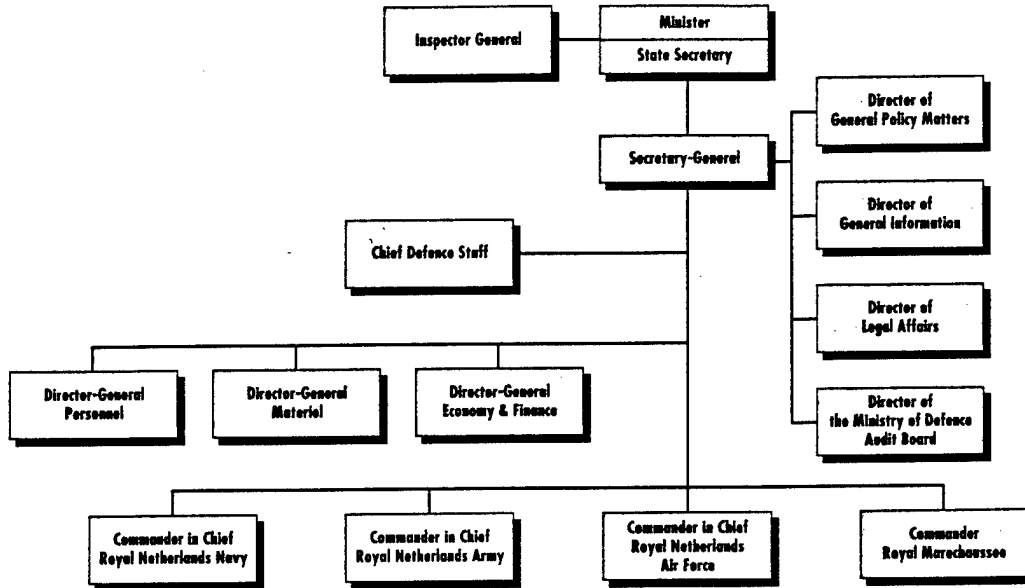 Inspector General
Minister
State Secretary
Director of
General Policy Matters
Secretary-General
Director of
General Information
Chief Defence Staff
Director of
Legal Affairs
Director-General
Personnel
Director-General
Materiel
Director-General
Economy & Finance
Director of
the Ministry of Defence
Audit Board
Commander in Chief
Royal Netherlands Navy
Commander in Chief
Royal Netherlands Army
Commander in Chief
Royal Netherlands
Air Force
Commander
Royal Marechaussee